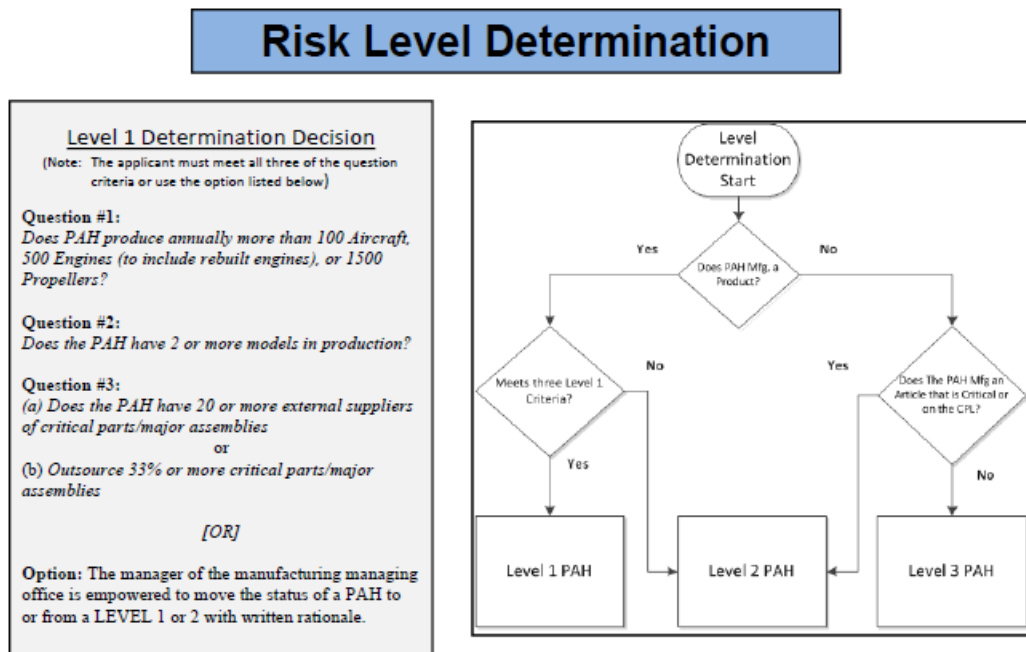 Risk Level Determination
Level 1 Determination Decision
(Note: The applicant must meet all three of the question
criteria or use the option listed below)
Question #1:
Does PAH produce annually more than 100 Aircraft,
500 Engines (to include rebuilt engines), or 1500
Propellers?
Question #2:
Does the PAH have 2 or more models in production?
Question #3:
(a) Does the PAH have 20 or more external suppliers
of critical parts/major assemblies
or
(b) Outsource 33% or more critical parts/major
assemblies
[OR]
Option: The manager of the manufacturing managing
office is empowered to move the status of a PAH to
or from a LEVEL 1 or 2 with written rationale.
Level
Determination
Start
Yes
No
Does PAH Mfg. a
Product?
No
Yes
Meets three Level 1
Criteria?
Does The PAH Mfg an
Article that is Critical or
on the CPL?
Yes
No
Level 1 PAH
Level 2 PAH
Level 3 PAH